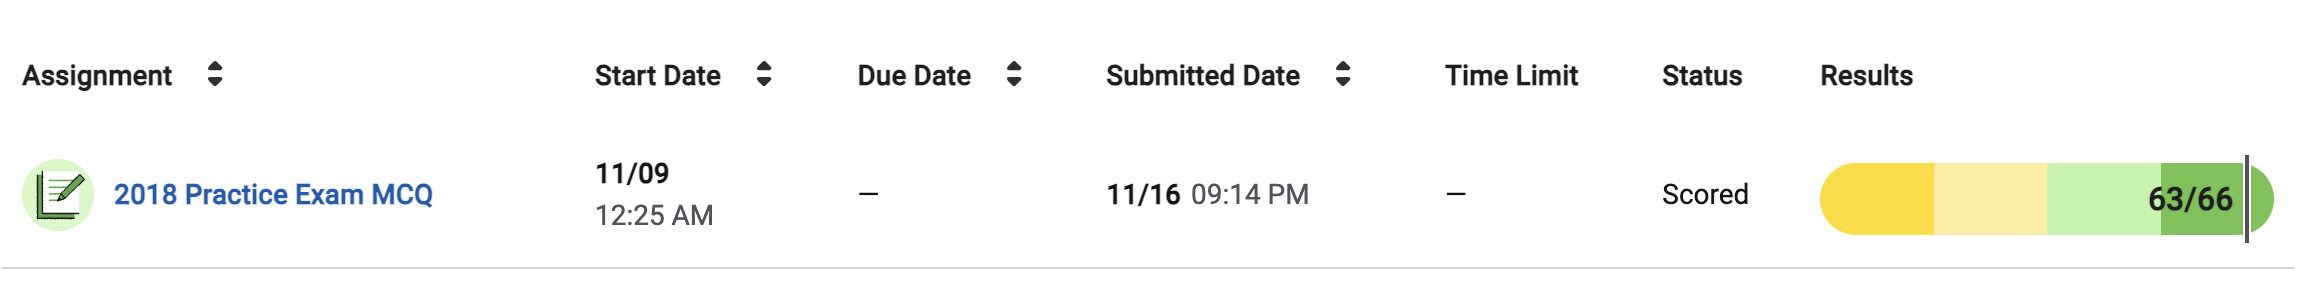 Assignment Start Date Due Date Submitted Date Time Limit Status Results
2018 Practice Exam MCQ 11/09 12:25 AM — 11/16 09:14 PM — Scored 63/66